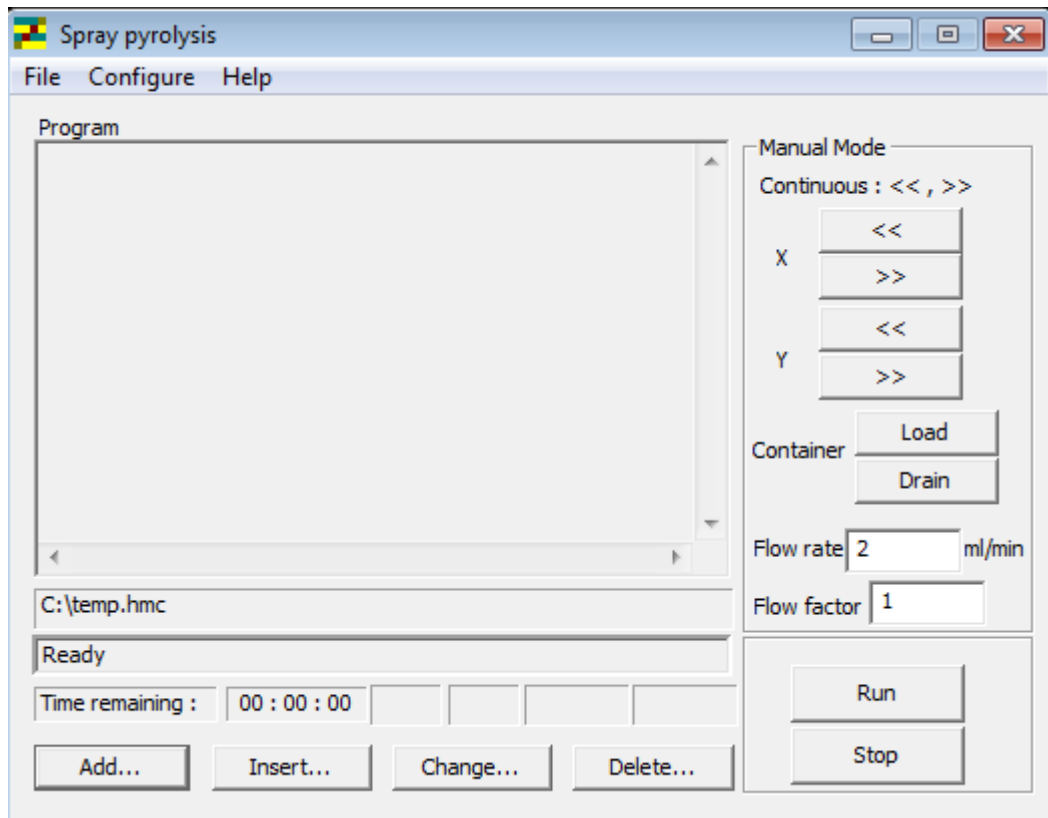 Spray pyrolysis
File Configure Help
Program
Manual Mode
Continuous : << , >>
X
<<
>>
Y
<<
>>
Container
Load
Drain
Flow rate 2 ml/min
Flow factor 1
C:\temp.hmc
Ready
Time remaining : 00 : 00 : 00
Add... Insert... Change... Delete...
Run
Stop